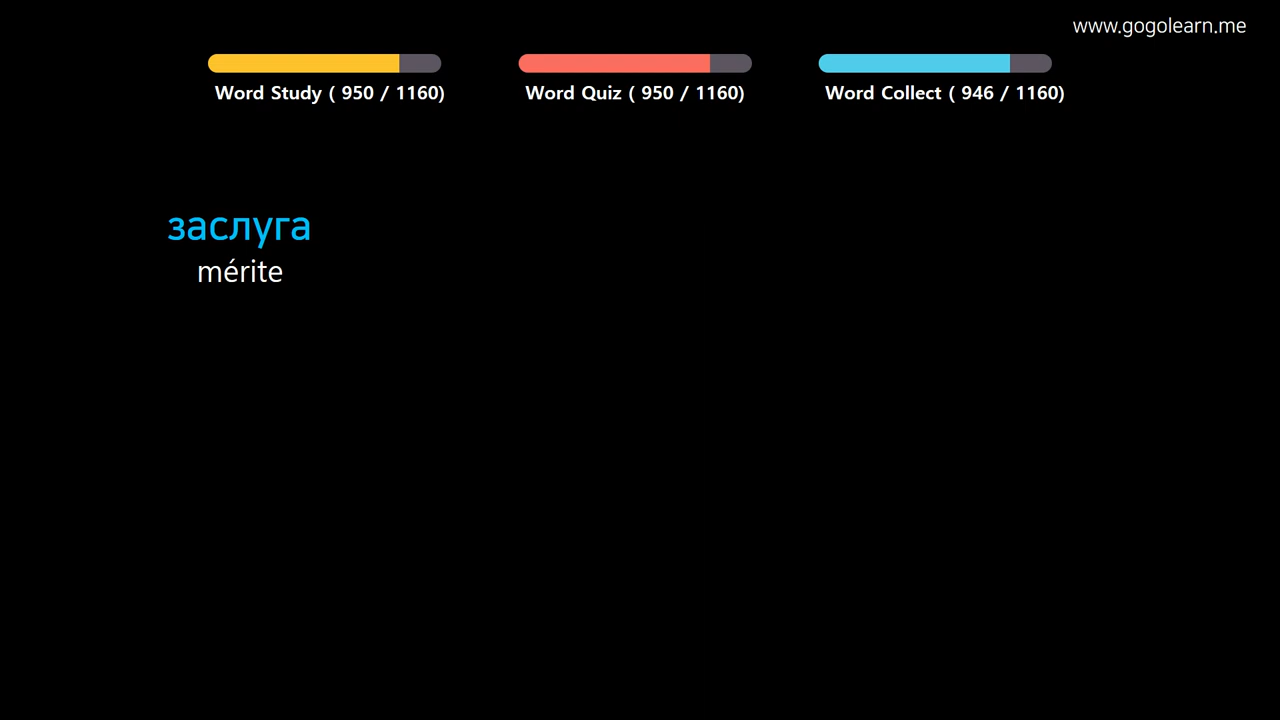 www.gogolearn.me
Word Study ( 950 / 1160)
Word Quiz ( 950 / 1160)
Word Collect ( 946 / 1160)
заслуга
mérite